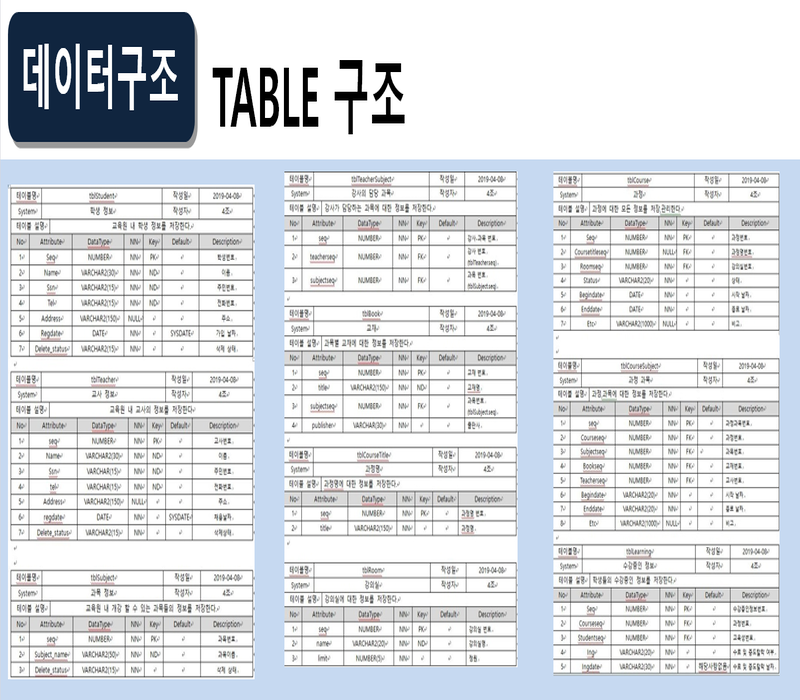 데이터구조
TABLE 구조
테이블명 tblStudent 작성일 2019-04-08
System 학생 정보 작성자 4조
테이블 설명 교육원 내 학생 정보를 저장한다.
No Attribute DataType NN Key Default Description
1 Seq NUMBER NN PK 학생번호.
2 Name VARCHAR2(30) NN ND 이름.
3 Ssn VARCHAR2(15) NN ND 주민번호.
4 Tel VARCHAR2(15) NN ND 전화번호.
5 Address VARCHAR2(150) NULL 주소.
6 Regdate DATE NN SYSDATE 가입 날짜.
7 Delete_status VARCHAR2(15) NN 삭제 상태.
테이블명 tblTeacher 작성일 2019-04-08
System 교사 정보 작성자 4조
테이블 설명 교육원 내 교사의 정보를 저장한다.
No Attribute DataType NN Key Default Description
1 seq NUMBER NN PK 교사번호.
2 Name VARCHAR2(30) NN ND 이름.
3 Ssn VARCHAR(15) NN ND 주민번호.
4 tel VARCHAR(15) NN ND 전화번호.
5 Address VARCHAR(150) NULL 주소.
6 regdate DATE NN SYSDATE 채용날짜.
7 Delete_status VARCHAR2(15) NN 삭제상태.
테이블명 tblSubject 작성일 2019-04-08
System 과목 정보 작성자 4조
테이블 설명 교육원 내 개강 할 수 있는 과목들의 정보를 저장한다.
No Attribute DataType NN Key Default Description
1 seq NUMBER NN PK 과목번호.
2 Subject_name VARCHAR2(50) NN ND 과목이름.
3 Delete_status VARCHAR2(15) NN 삭제 상태.
테이블명 tblTeacherSubject 작성일 2019-04-08
System 강사의 담당 과목 작성자 4조
테이블 설명 강사가 담당하는 과목에 대한 정보를 저장한다.
No Attribute DataType NN Key Default Description
1 seq NUMBER NN PK 강사,과목 번호.
2 teacherseq NUMBER NN FK 강사 번호.
(tblTeacherseq).
3 subjectseq NUMBER NN FK 과목 번호.
(tblSubjectseq).
테이블명 tblBook 작성일 2019-04-08
System 교재 작성자 4조
테이블 설명 과목별 교재에 대한 정보를 저장한다.
No Attribute DataType NN Key Default Description
1 seq NUMBER NN PK 교재 번호.
2 title VARCHAR2(150) NN ND 교재명.
3 subjectseq NUMBER NN FK 과목번호.
(tblSubjectseq).
4 publisher VARCHAR(30) NN 출판사.
테이블명 tblCourseTitle 작성일 2019-04-08
System 과정명 작성자 4조
테이블 설명 과정명에 대한 정보를 저장한다.
No Attribute DataType NN Key Default Description
1 seq NUMBER NN PK 과정명 번호.
2 title VARCHAR2(150) NN 과정명.
테이블명 tblRoom 작성일 2019-04-08
System 강의실 작성자 4조
테이블 설명 강의실에 대한 정보를 저장한다.
No Attribute DataType NN Key Default Description
1 seq NUMBER NN PK 강의실 번호.
2 name VARCHAR2(20) NN 강의실명.
3 limit NUMBER(5) NN 정원.
테이블명 tblCourse 작성일 2019-04-08
System 과정 작성자 4조
테이블 설명 과정에 대한 모든 정보를 저장,관리한다.
No Attribute DataType NN Key Default Description
1 Seq NUMBER NN PK 과정번호.
2 Coursetitleseq NUMBER NULL FK 과정명번호.
3 Roomseq NUMBER NN FK 강의실번호.
4 Status VARCHAR2(20) NN 상태.
5 Begindate DATE NN 시작 날짜.
6 Enddate DATE NN 종료 날짜.
7 Etc VARCHAR2(1000) NULL 비고.
테이블명 tblCourseSubject 작성일 2019-04-08
System 과정 과목 작성자 4조
테이블 설명 과정,과목에 대한 정보를 저장한다.
No Attribute DataType NN Key Default Description
1 seq NUMBER NN PK 과정과목번호.
2 Courseseq NUMBER NN FK 과정번호.
3 Subjectseq NUMBER NN FK 과목번호.
4 Bookseq NUMBER NN FK 교재번호.
5 Teacherseq NUMBER NN FK 교사번호.
6 Begindate VARCHAR2(20) NN 시작 날짜.
7 Enddate VARCHAR2(20) NN 종료 날짜.
8 Etc VARCHAR2(1000) NULL 비고.
테이블명 tblLearning 작성일 2019-04-08
System 수강중인 정보 작성자 4조
테이블 설명 학생들의 수강중인 정보를 저장한다.
No Attribute DataType NN Key Default Description
1 Seq NUMBER NN PK 수강중인정보번호.
2 Courseseq NUMBER NN FK 과정번호.
3 Studentseq NUMBER NN FK 교육생번호.
4 Ing VARCHAR2(20) NN 수료 및 중도탈락 여부.
5 Ingdate VARCHAR2(30) NN 해당사항없음 수료 및 중도탈락 날짜.